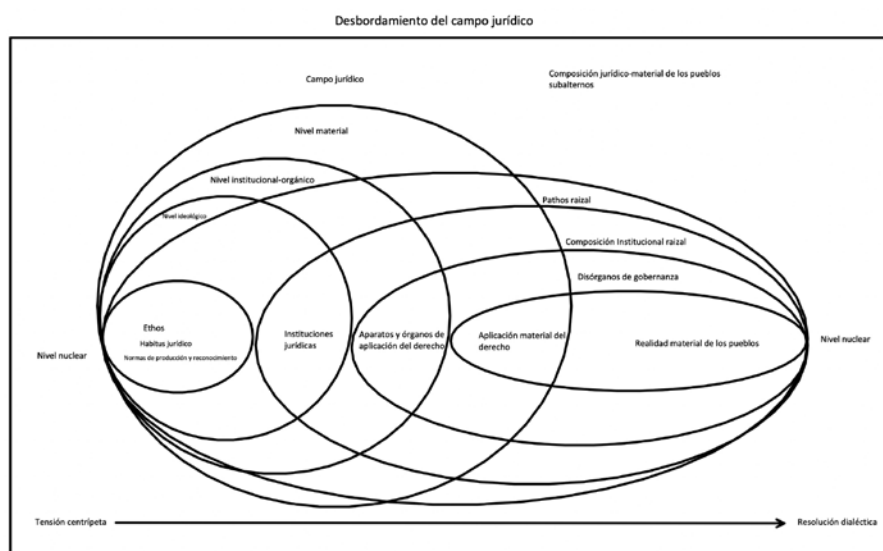 Desbordamiento del campo jurídico
Campo jurídico
Composición jurídico-material de los pueblos
subalternos
Nivel material
Nivel institucional-orgánico
Pathos raizal
Nivel ideológico
Composición Institucional raizal
Disórganos de gobernanza
Ethos
Habitus jurídico
Normas de producción y reconocimiento
Instituciones
jurídicas
Aparatos y órganos de
aplicación del derecho
Aplicación material del
derecho
Realidad material de los pueblos
Nivel nuclear
Nivel nuclear
Tensión centrípeta
Resolución dialéctica